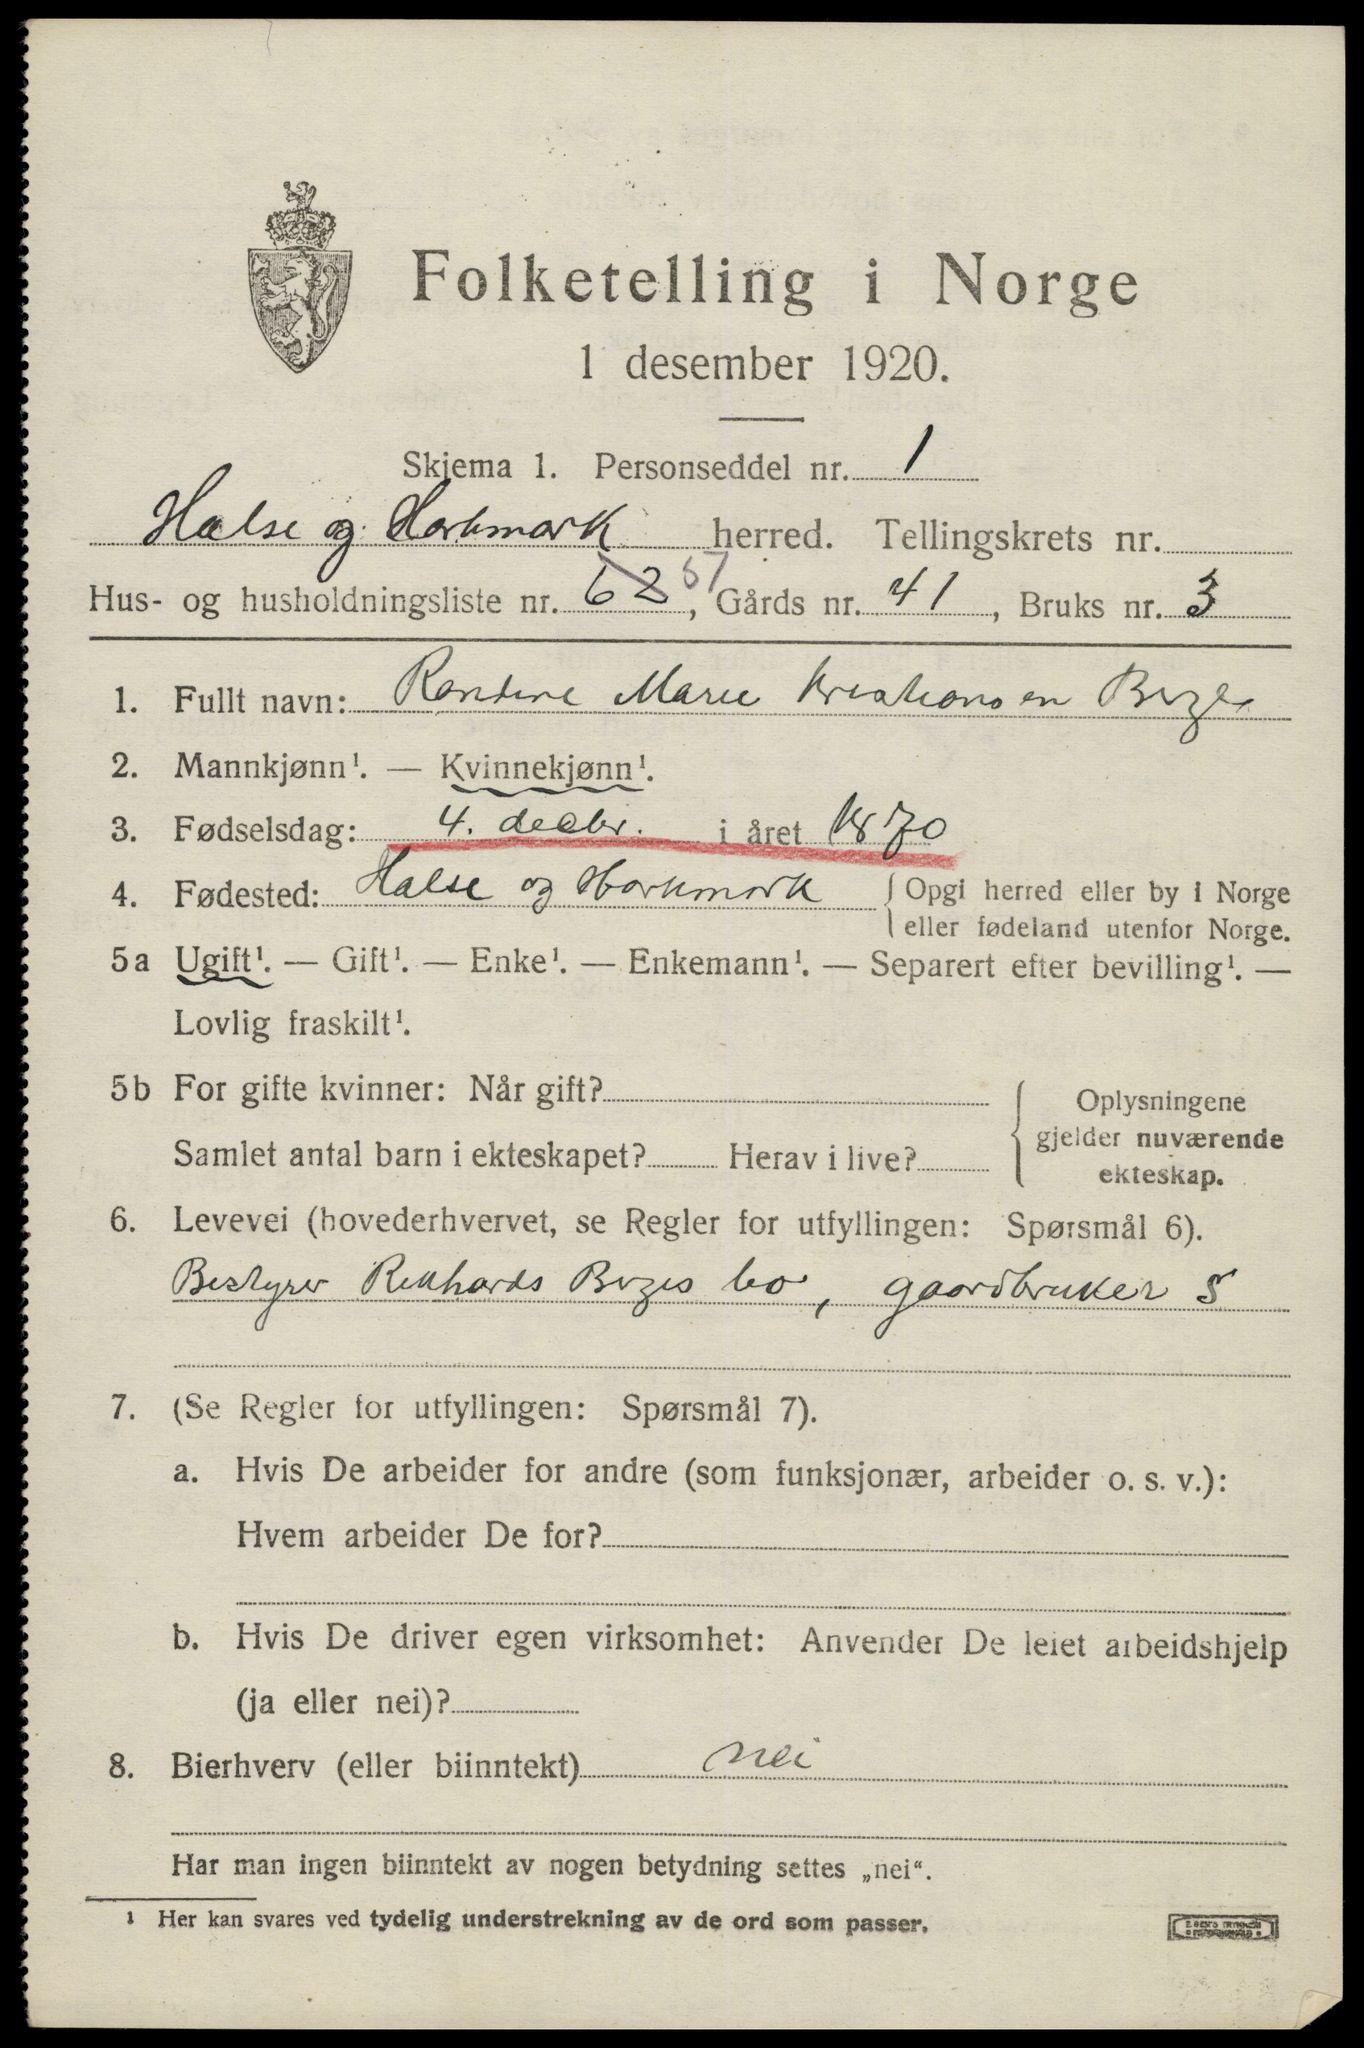 Folketelling i Norge
1 desember 1920.
Skjema 1. Personseddel nr. 1
Halse og Harkmark herred. Tellingskrets nr.
Hus- og husholdningsliste nr. 62 57, Gårds nr. 41, Bruks nr. 3
1. Fullt navn: Randine Marie Kristiansen
2. Mannkjønn¹. — Kvinnekjønn¹.
3. Fødselsdag: 4. decbr. i året 1870
4. Fødested: Halse og Harkmark { Opgi herred eller by i Norge
eller fødeland utenfor Norge.
5a Ugift¹. — Gift¹. — Enke¹. — Enkemann¹. — Separert efter bevilling¹. —
Lovlig fraskilt¹.
5b For gifte kvinner: Når gift?
Samlet antal barn i ekteskapet? Herav i live?
Oplysningene
gjelder nuværende
ekteskap.
6. Levevei (hovederhvervet, se Regler for utfyllingen: Spørsmål 6).
Bestyrer bo, gaardbruker S
7. (Se Regler for utfyllingen: Spørsmål 7).
a. Hvis De arbeider for andre (som funksjonær, arbeider o. s. v.):
Hvem arbeider De for?
b. Hvis De driver egen virksomhet: Anvender De leiet arbeidshjelp
(ja eller nei)?
8. Bierhverv (eller biinntekt) nei
Har man ingen biinntekt av nogen betydning settes „nei“.
¹ Her kan svares ved tydelig understrekning av de ord som passer.